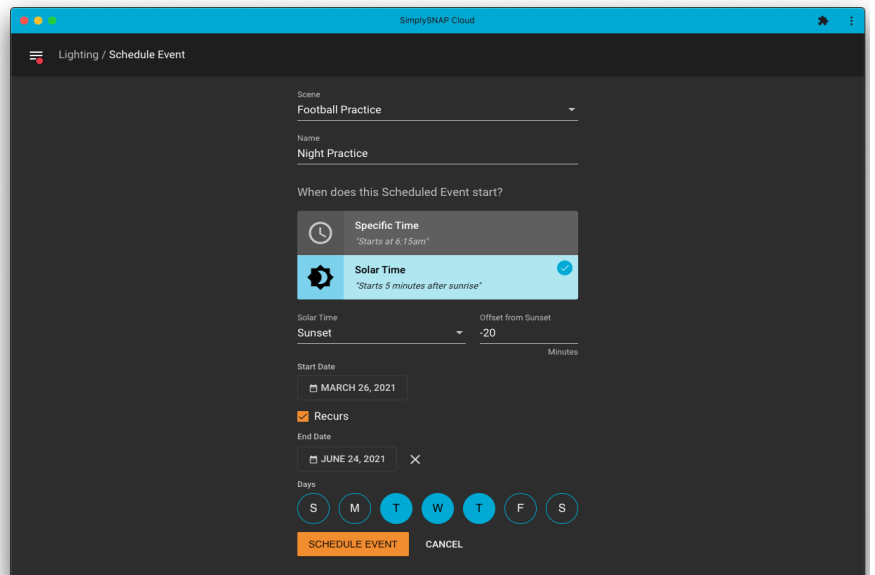 SimplySNAP Cloud
Lighting / Schedule Event
Scene
Football Practice
Name
Night Practice
When does this Scheduled Event start?
Specific Time
"Starts at 6:15am"
Solar Time
"Starts 5 minutes after sunrise"
Solar Time
Sunset
Offset from Sunset
-20
Minutes
Start Date
MARCH 26, 2021
Recurs
End Date
JUNE 24, 2021
Days
S M T W T F S
SCHEDULE EVENT CANCEL